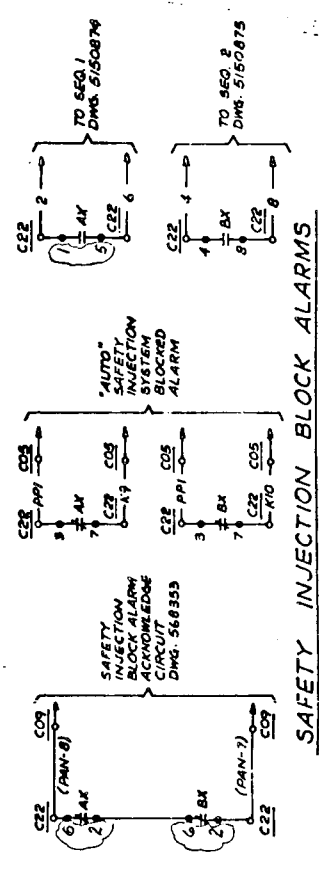 C22 (PAN-8) C09
6
AX
2
6
BX
2
C22 (PAN-7) C09
SAFETY
INJECTION
BLOCK ALARM
ACKNOWLEDGE
CIRCUIT
DWG. 568353
C22 PP1 C05
3
AX
7
C22 C05
C22 PP1 C05
3
BX
7
C22 K10 C05
"AUTO"
SAFETY
INJECTION
SYSTEM
BLOCKED
ALARM
C22 2
1
AX
5
C22 6
TO SEQ. 1
DWG. 5150874
C22 4
4
BX
8
C22 8
TO SEQ. 2
DWG. 5150875
SAFETY INJECTION BLOCK ALARMS